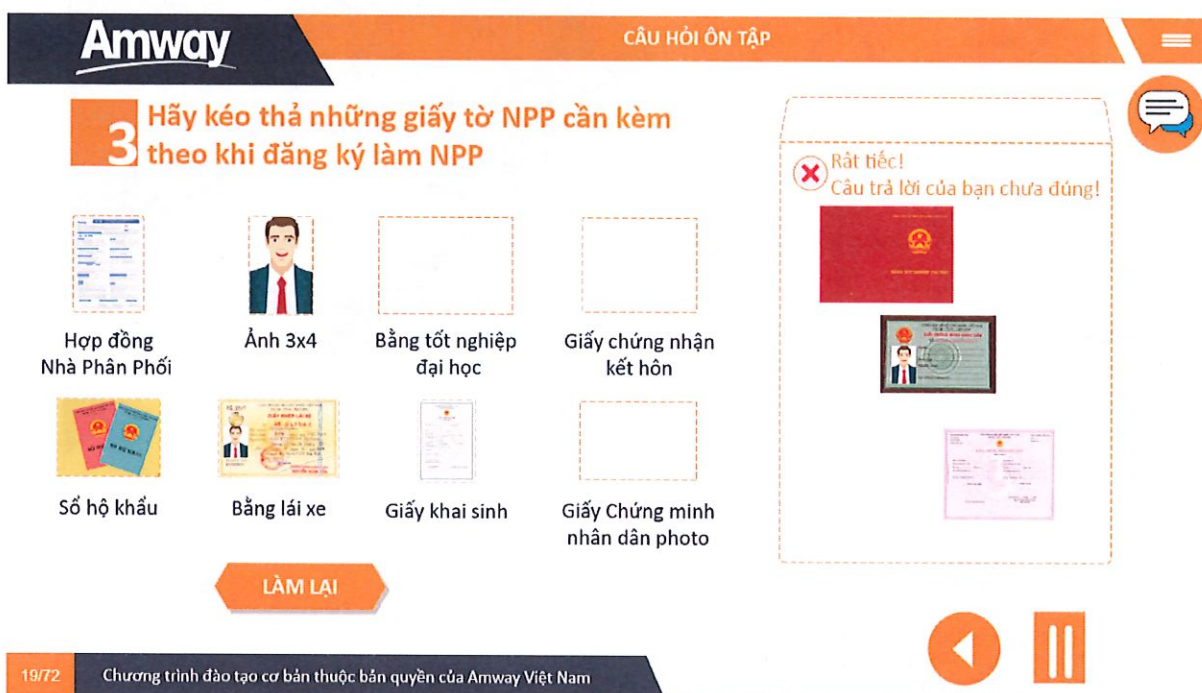 Amway
CÂU HỎI ÔN TẬP
3
Hãy kéo thả những giấy tờ NPP cần kèm
theo khi đăng ký làm NPP
Rât tiếc!
Câu trả lời của bạn chưa đúng!
Hợp đồng
Nhà Phân Phối
Ảnh 3x4
Bằng tốt nghiệp
đại học
Giấy chứng nhận
kết hôn
Sổ hộ khẩu
Bằng lái xe
Giấy khai sinh
Giấy Chứng minh
nhân dân photo
LÀM LẠI
19/72
Chương trình đào tạo cơ bản thuộc bản quyền của Amway Việt Nam